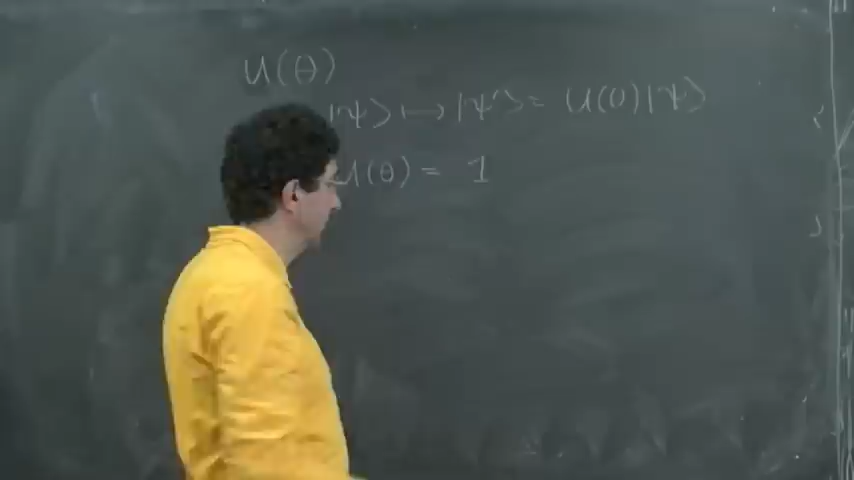 U(θ)
|ψ⟩ ↦ |ψ'⟩ = U(θ)|ψ⟩
U(θ) = 1